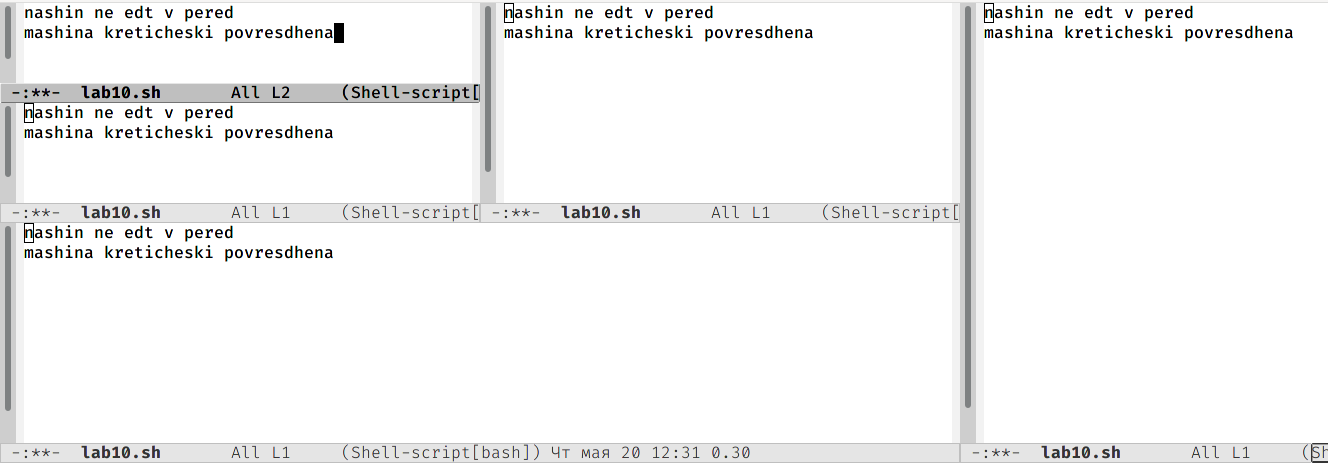 nashin ne edt v pered
mashina kreticheski povresdhena
-:**- lab10.sh All L2 (Shell-script[
nashin ne edt v pered
mashina kreticheski povresdhena
-:**- lab10.sh All L1 (Shell-script[
nashin ne edt v pered
mashina kreticheski povresdhena
-:**- lab10.sh All L1 (Shell-script[
nashin ne edt v pered
mashina kreticheski povresdhena
-:**- lab10.sh All L1 (Shell-script[bash]) Чт мая 20 12:31 0.30
nashin ne edt v pered
mashina kreticheski povresdhena
-:**- lab10.sh All L1 (Sh